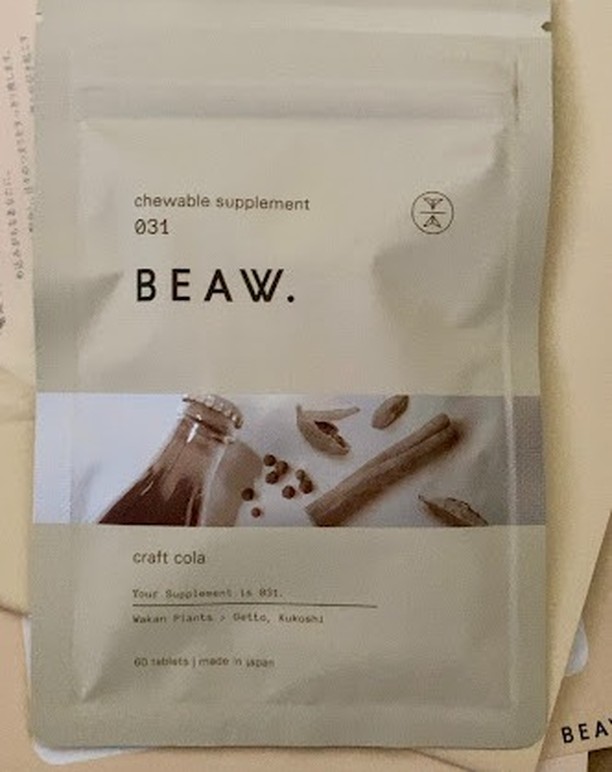 chewable supplement
031
BEAW.
craft cola
Your Supplement is 031.
Wakan Plants > Getto, Kukoshi
60 tablets | made in japan
BEAW